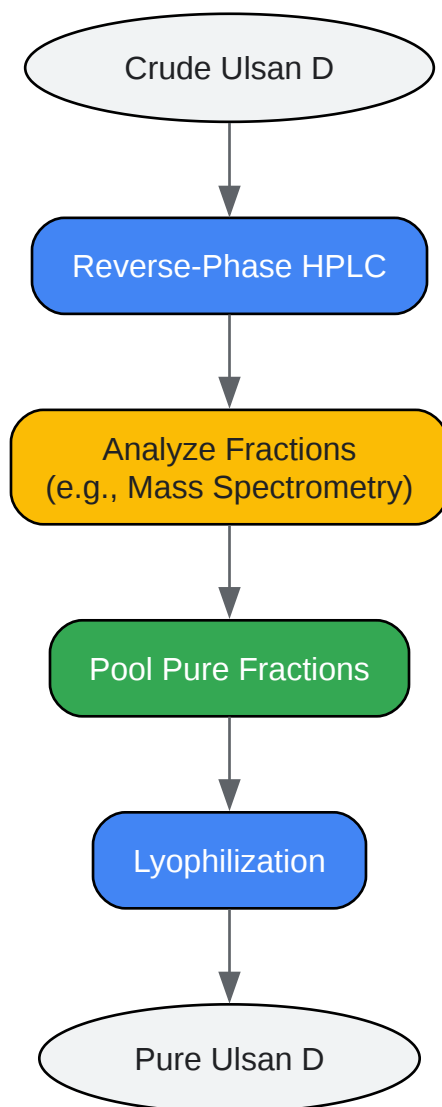 Crude Ulsan D
Reverse-Phase HPLC
Analyze Fractions
(e.g., Mass Spectrometry)
Pool Pure Fractions
Lyophilization
Pure Ulsan D